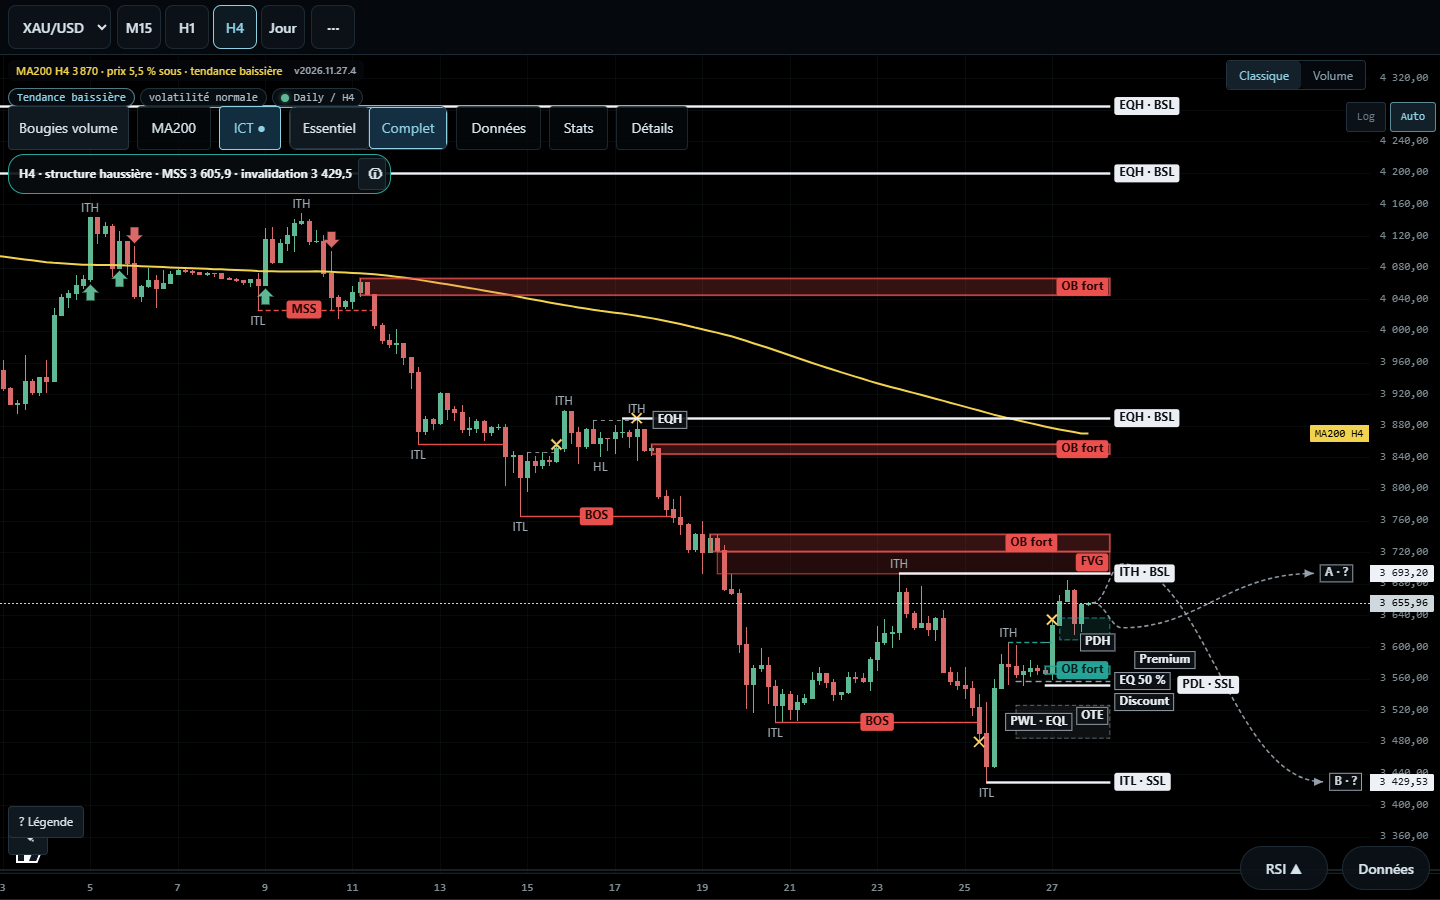 XAU/USD
M15
H1
H4
Jour
---
MA200 H4 3 870 · prix 5,5 % sous · tendance baissière
v2026.11.27.4
Classique
Volume
Tendance baissière
volatilité normale
Daily / H4
Bougies volume
MA200
ICT
Essentiel
Complet
Données
Stats
Détails
Log
Auto
H4 · structure haussière · MSS 3 605,9 · invalidation 3 429,5
4 320,00
EQH · BSL
4 240,00
EQH · BSL
4 200,00
4 160,00
4 120,00
4 080,00
4 040,00
4 000,00
3 960,00
3 920,00
3 880,00
3 840,00
3 800,00
3 760,00
3 720,00
3 600,00
3 560,00
3 520,00
3 480,00
3 400,00
3 360,00
ITH
ITH
OB fort
MSS
ITL
ITH
ITH
EQH
EQH · BSL
MA200 H4
OB fort
ITL
HL
BOS
ITL
OB fort
FVG
ITH
ITH · BSL
A · ?
3 693,20
3 655,96
3 640,00
ITH
PDH
Premium
OB fort
EQ 50 %
PDL · SSL
Discount
OTE
PWL · EQL
BOS
ITL
ITL · SSL
B · ?
3 429,53
ITL
? Légende
RSI ▲
Données
3
5
7
9
11
13
15
17
19
21
23
25
27